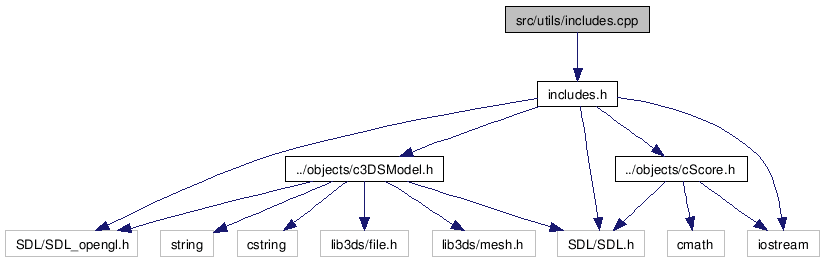 src/utils/includes.cpp
includes.h
../objects/c3DSModel.h
../objects/cScore.h
SDL/SDL_opengl.h
string
cstring
lib3ds/file.h
lib3ds/mesh.h
SDL/SDL.h
cmath
iostream